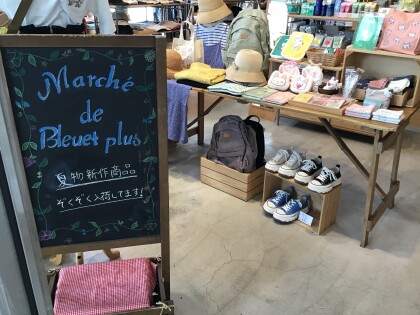 Marché
de
Bleuet plus
夏物新作商品
ぞくぞく入荷してます!